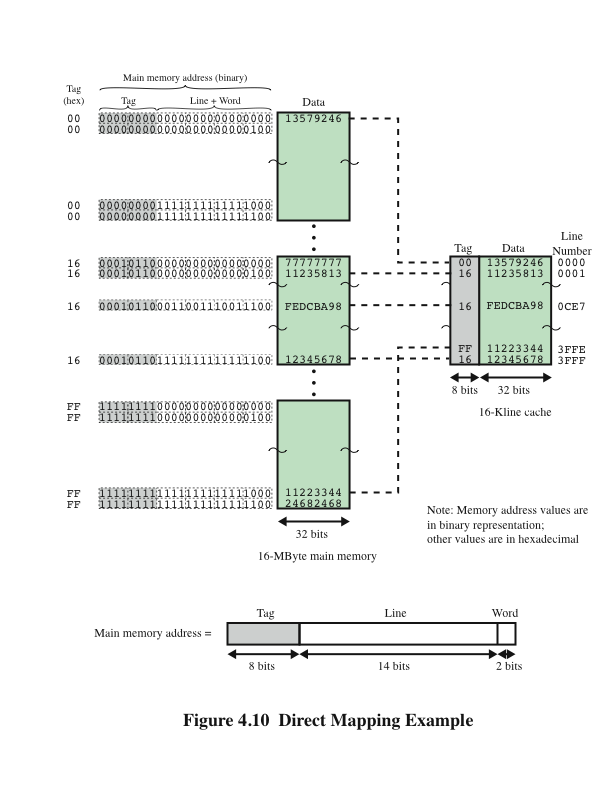 Main memory address (binary)
Tag
(hex)
Tag Line + Word Data
00 000000000000000000000000 13579246
00 000000000000000000000100
00 000000001111111111111000
00 000000001111111111111100
Line
Tag Data Number
16 000101100000000000000000 77777777 00 13579246 0000
16 000101100000000000000100 11235813 16 11235813 0001
16 000101100011001110011100 FEDCBA98 16 FEDCBA98 0CE7
FF 11223344 3FFE
16 000101101111111111111100 12345678 16 12345678 3FFF
8 bits 32 bits
16-Kline cache
FF 111111110000000000000000
FF 111111110000000000000100
FF 111111111111111111111000 11223344
FF 111111111111111111111100 24682468
32 bits
16-MByte main memory
Note: Memory address values are
in binary representation;
other values are in hexadecimal
Tag Line Word
Main memory address =
8 bits 14 bits 2 bits
Figure 4.10 Direct Mapping Example